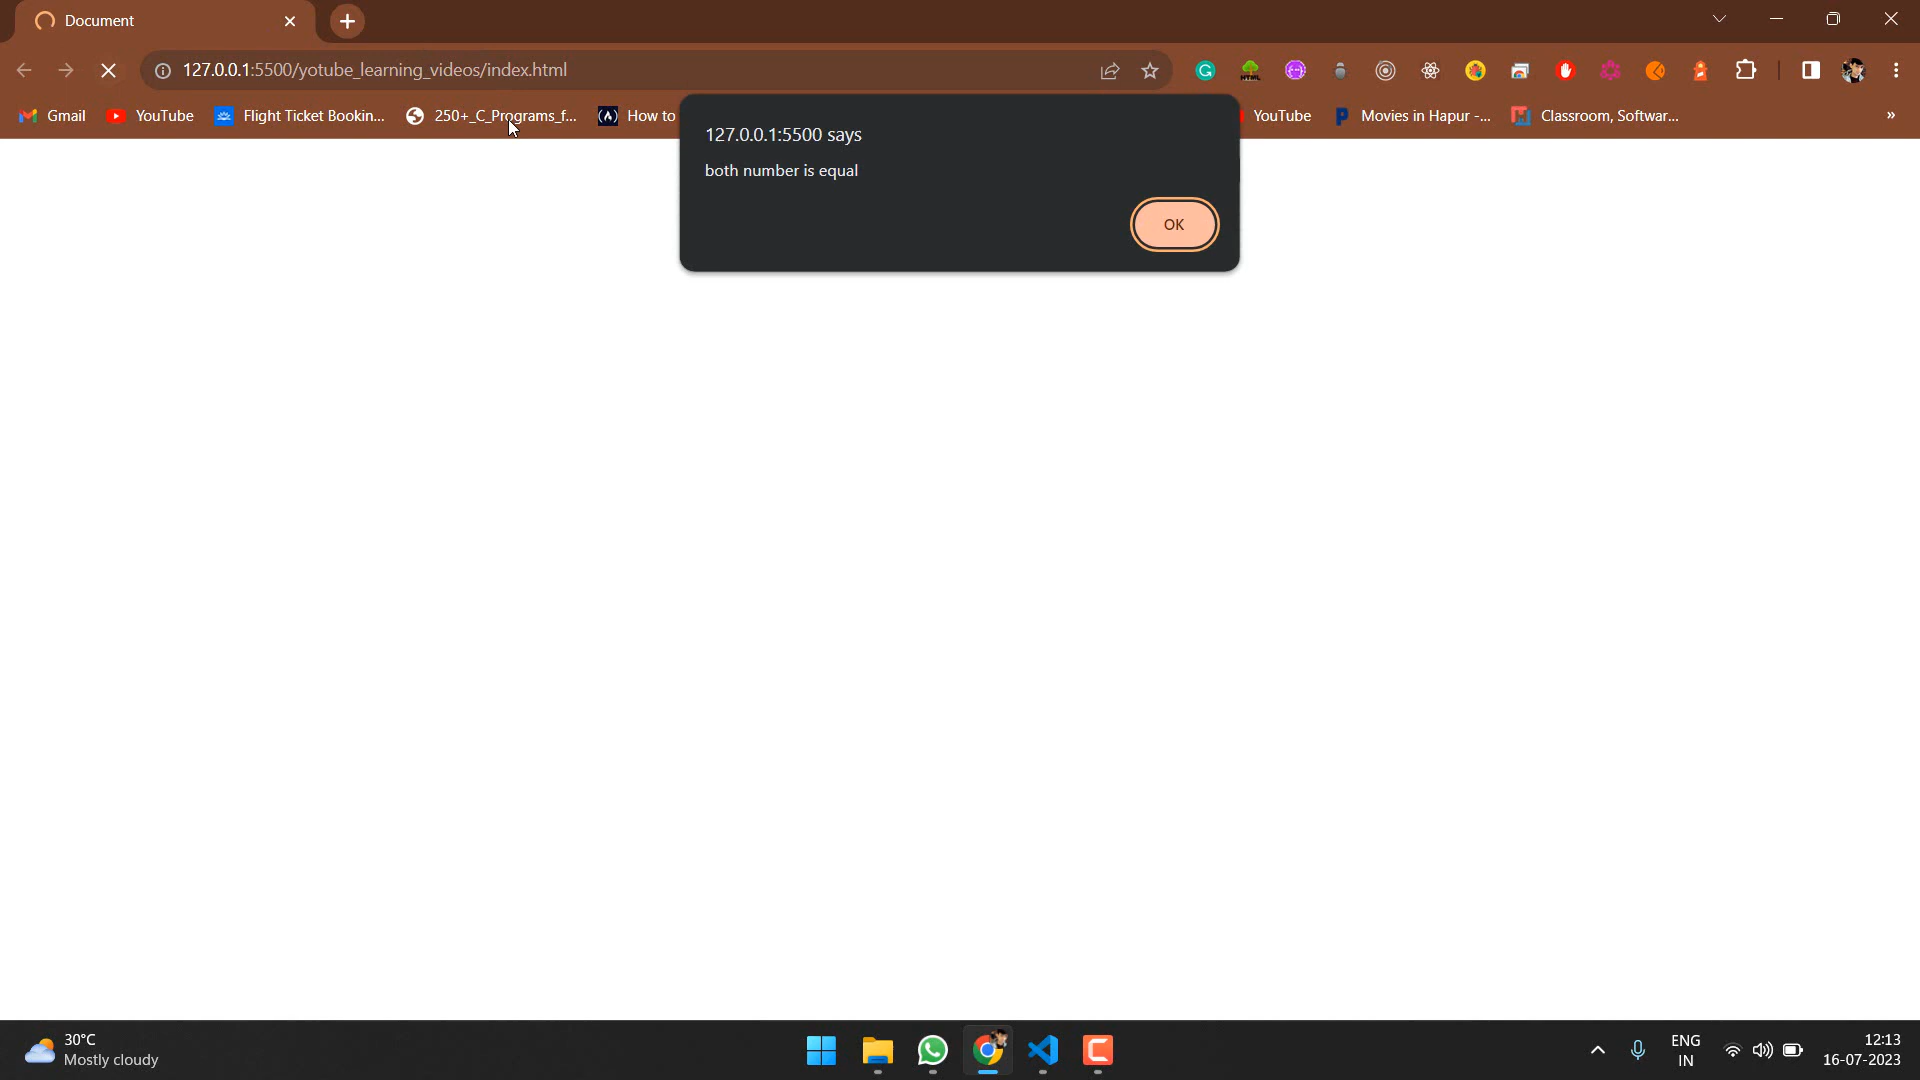 Document
127.0.0.1:5500/yotube_learning_videos/index.html
Gmail
YouTube
Flight Ticket Bookin...
250+_C_Programs_f...
How to
YouTube
Movies in Hapur -...
Classroom, Softwar...
»
127.0.0.1:5500 says
both number is equal
OK
30°C
Mostly cloudy
ENG
IN
12:13
16-07-2023